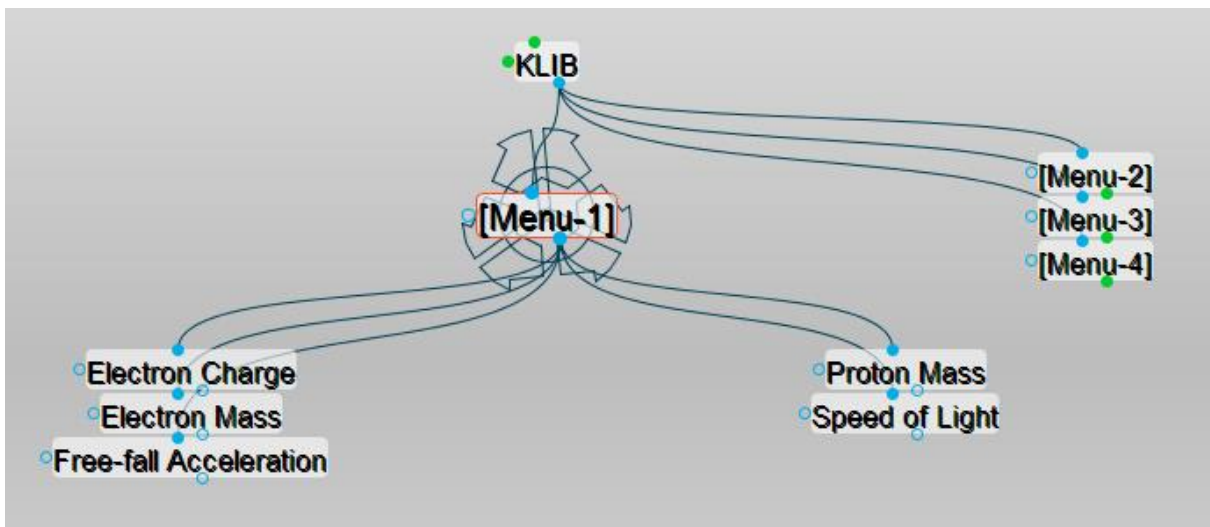 KLIB
[Menu-1]
[Menu-2]
[Menu-3]
[Menu-4]
Electron Charge
Electron Mass
Free-fall Acceleration
Proton Mass
Speed of Light